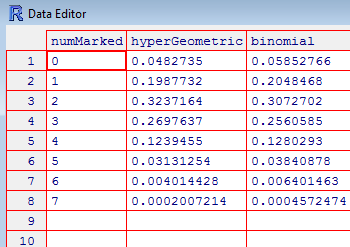 R Data Editor
numMarked hyperGeometric binomial
1 0 0.0482735 0.05852766
2 1 0.1987732 0.2048468
3 2 0.3237164 0.3072702
4 3 0.2697637 0.2560585
5 4 0.1239455 0.1280293
6 5 0.03131254 0.03840878
7 6 0.004014428 0.006401463
8 7 0.0002007214 0.0004572474
9
10